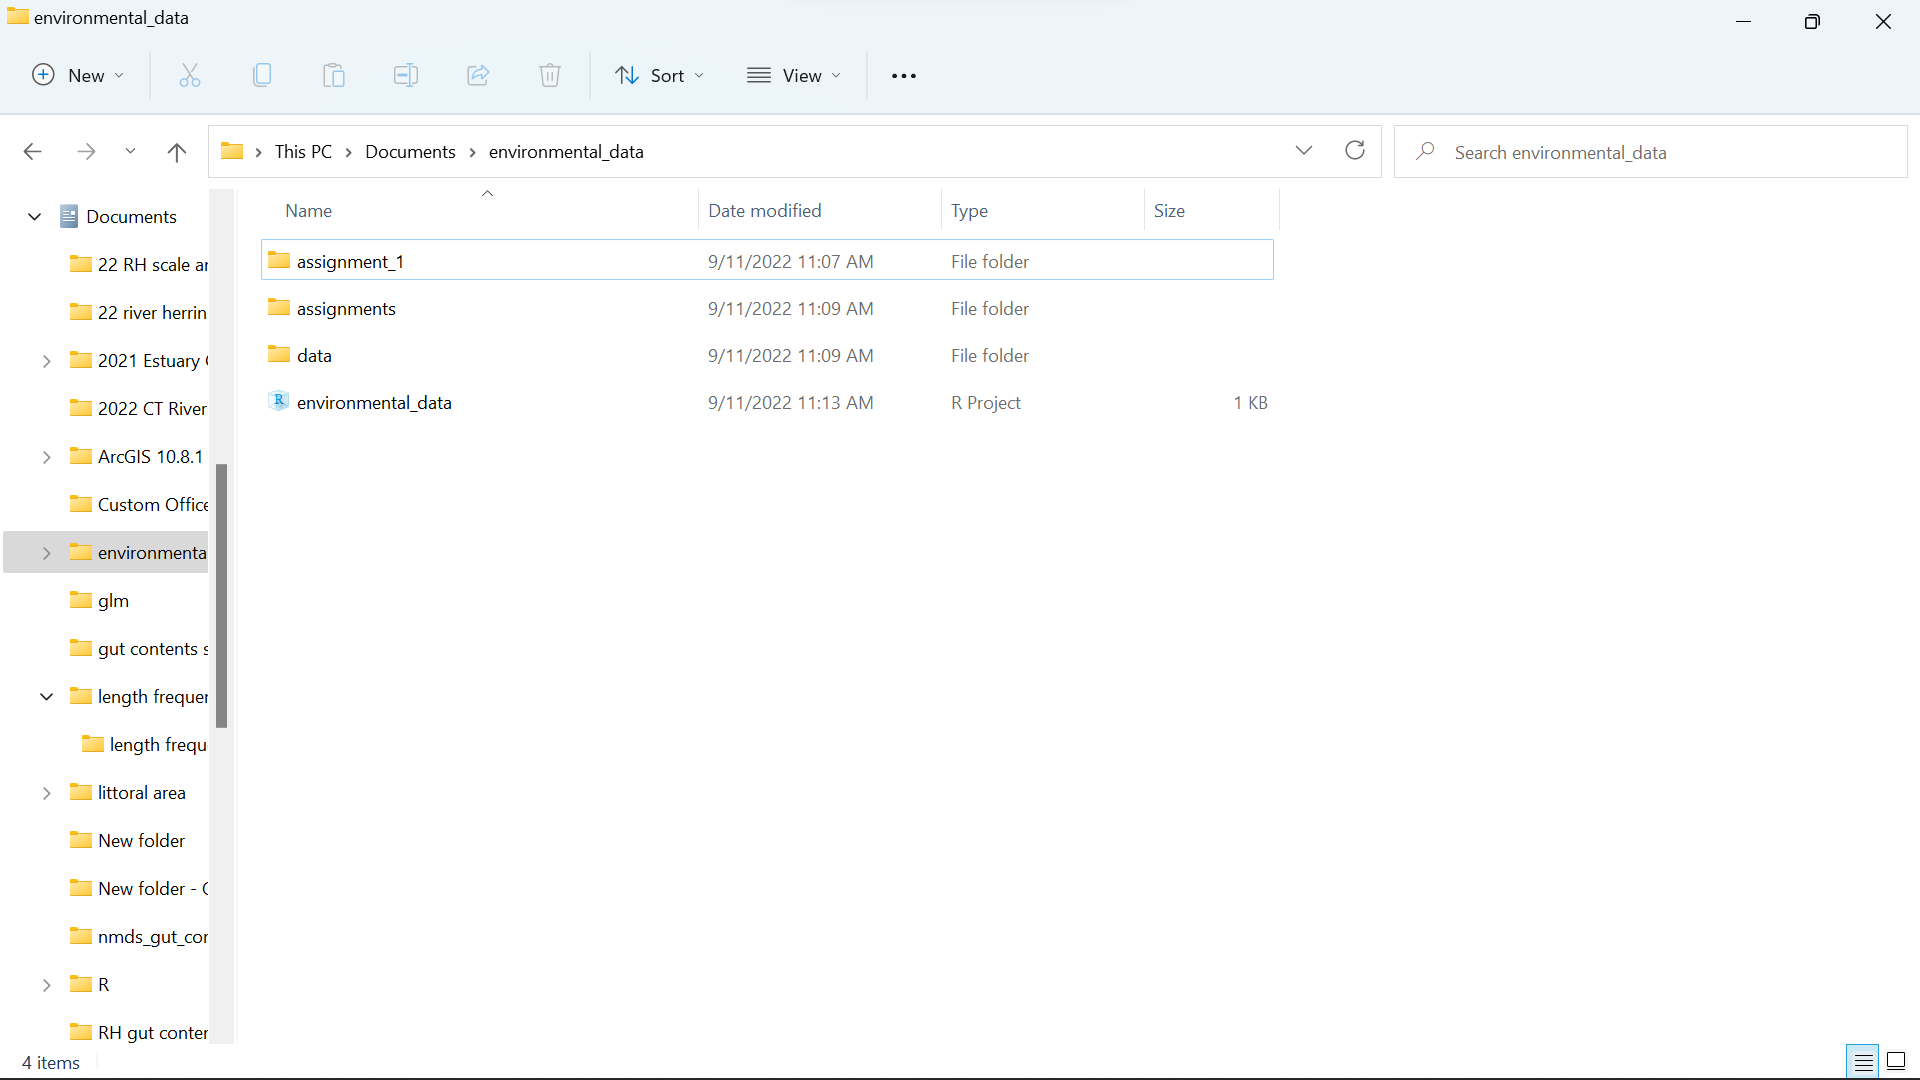 environmental_data
New
Sort
View
This PC > Documents > environmental_data
Search environmental_data
Documents
22 RH scale
22 river herrin
2021 Estuary
2022 CT River
ArcGIS 10.8.1
Custom Office
environmenta
glm
gut contents s
length frequer
length frequ
littoral area
New folder
New folder -
nmds_gut_cor
R
RH gut conter
Name Date modified Type Size
assignment_1 9/11/2022 11:07 AM File folder
assignments 9/11/2022 11:09 AM File folder
data 9/11/2022 11:09 AM File folder
environmental_data 9/11/2022 11:13 AM R Project 1 KB
4 items